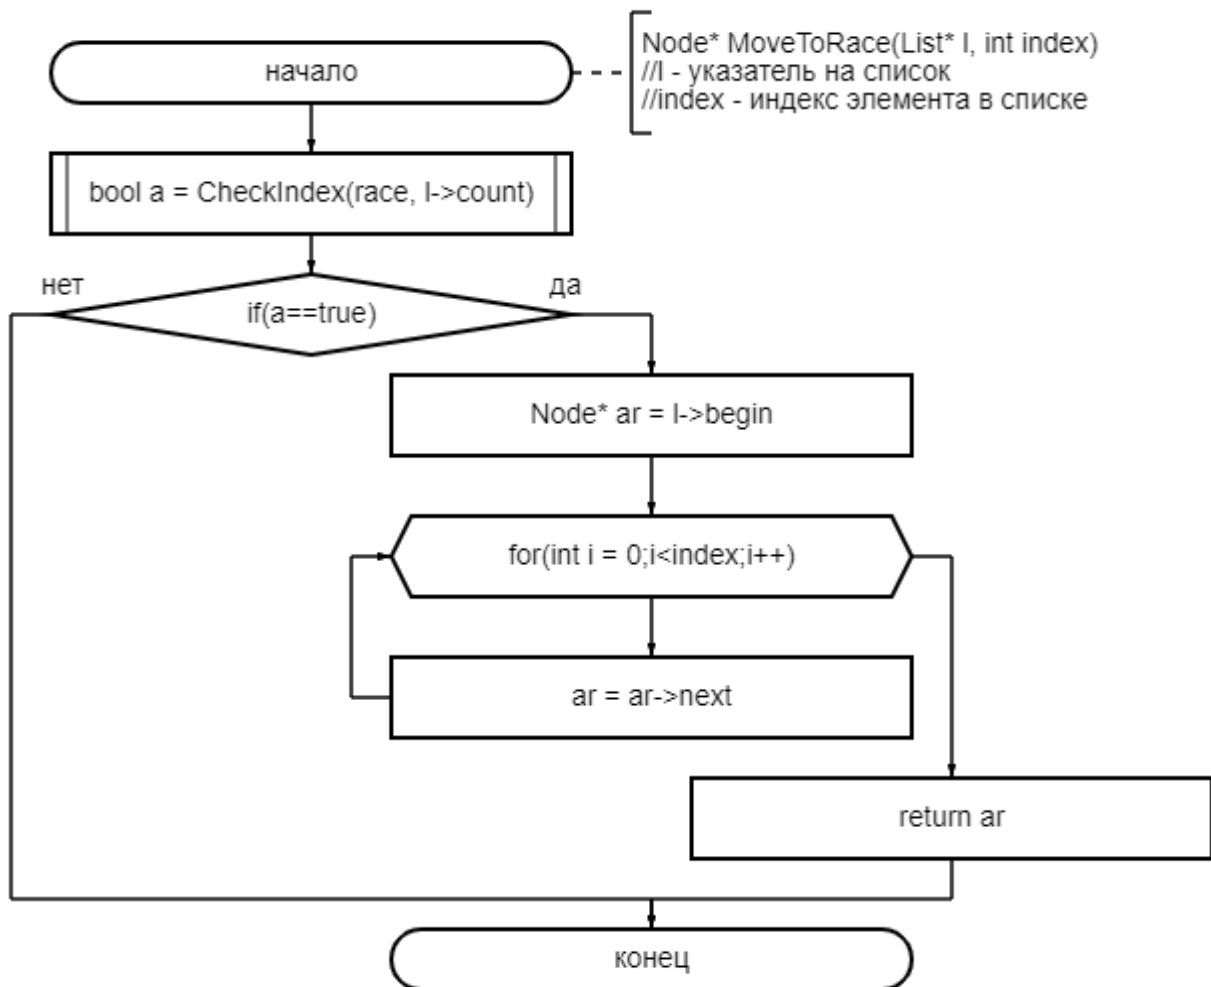 начало
Node* MoveToRace(List* l, int index)
//l - указатель на список
//index - индекс элемента в списке
bool a = CheckIndex(race, l->count)
нет
да
if(a==true)
Node* ar = l->begin
for(int i = 0;i<index;i++)
ar = ar->next
return ar
конец